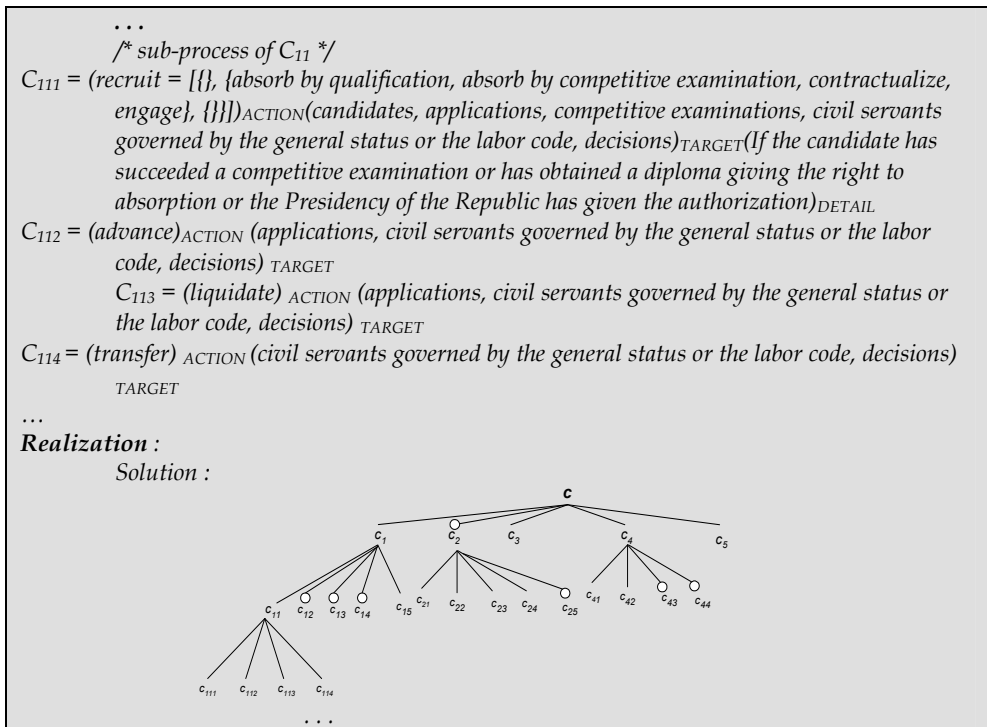 ...
/* sub-process of C11 */
C111 = (recruit = [{}, {absorb by qualification, absorb by competitive examination, contractualize,
engage}, {}}])ACTION(candidates, applications, competitive examinations, civil servants
governed by the general status or the labor code, decisions)TARGET(If the candidate has
succeeded a competitive examination or has obtained a diploma giving the right to
absorption or the Presidency of the Republic has given the authorization)DETAIL
C112 = (advance)ACTION (applications, civil servants governed by the general status or the labor
code, decisions) TARGET
C113 = (liquidate) ACTION (applications, civil servants governed by the general status or
the labor code, decisions) TARGET
C114 = (transfer) ACTION (civil servants governed by the general status or the labor code, decisions)
TARGET
...
Realization :
Solution :
C
C1 C2 C3 C4 C5
C11 C12 C13 C14 C15 C21 C22 C23 C24 C25 C41 C42 C43 C44
C111 C112 C113 C114
...